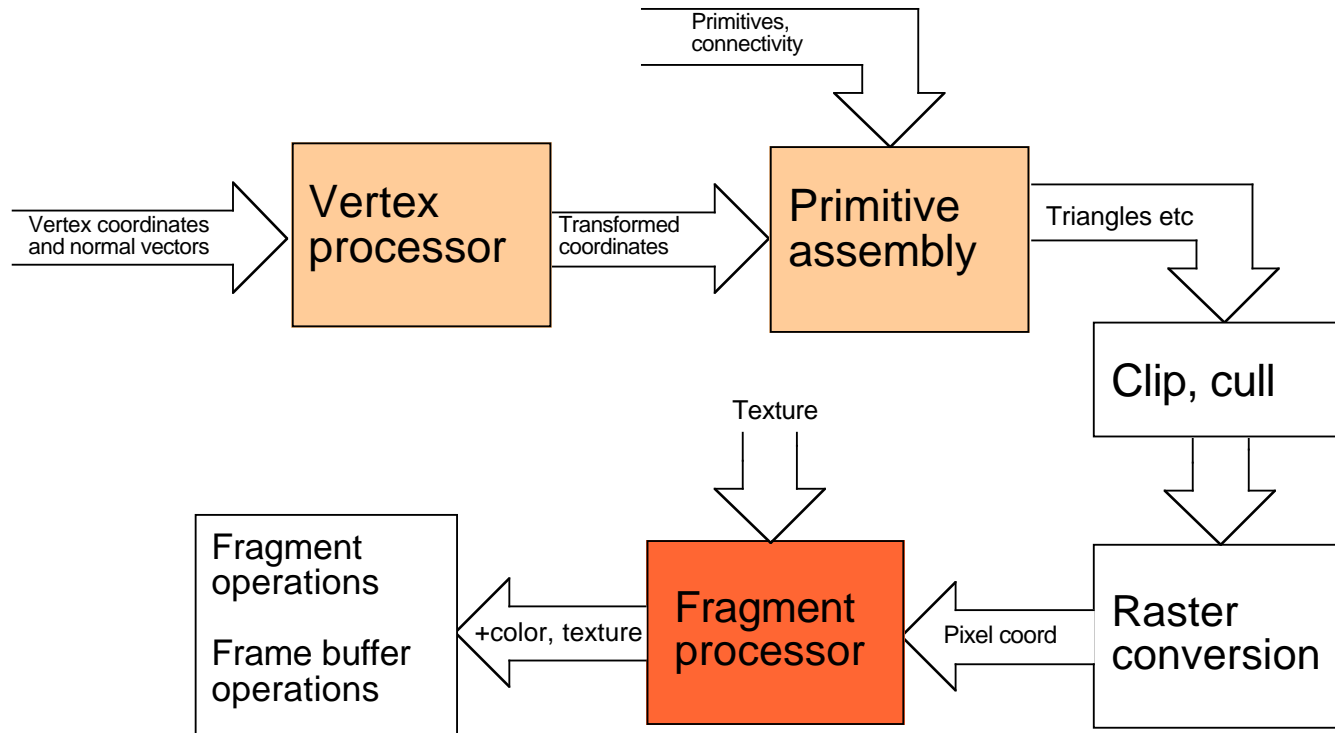 Primitives,
connectivity
Vertex coordinates
and normal vectors
Vertex
processor
Transformed
coordinates
Primitive
assembly
Triangles etc
Clip, cull
Texture
Fragment
operations
Frame buffer
operations
+color, texture
Fragment
processor
Pixel coord
Raster
conversion